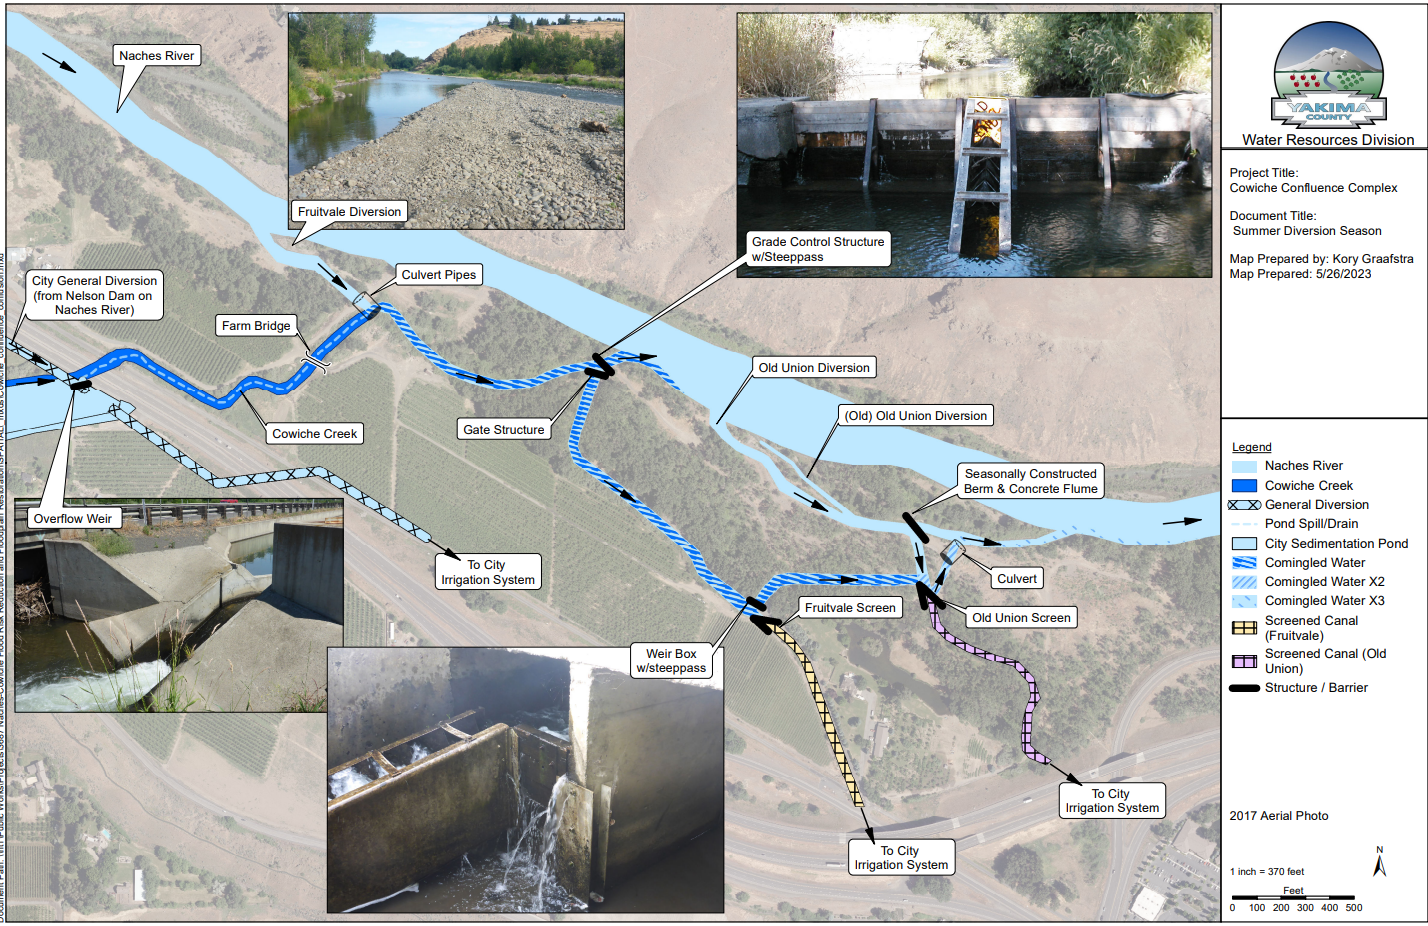 Naches River
Fruitvale Diversion
City General Diversion
(from Nelson Dam on
Naches River)
Culvert Pipes
Farm Bridge
Grade Control Structure
w/Steeppass
Old Union Diversion
(Old) Old Union Diversion
Gate Structure
Cowiche Creek
Seasonally Constructed
Berm & Concrete Flume
Overflow Weir
To City
Irrigation System
Culvert
Fruitvale Screen
Old Union Screen
Weir Box
w/steeppass
To City
Irrigation System
To City
Irrigation System
YAKIMA
COUNTY
Water Resources Division
Project Title:
Cowiche Confluence Complex
Document Title:
Summer Diversion Season
Map Prepared by: Kory Graafstra
Map Prepared: 5/26/2023
Legend
Naches River
Cowiche Creek
General Diversion
Pond Spill/Drain
City Sedimentation Pond
Comingled Water
Comingled Water X2
Comingled Water X3
Screened Canal
(Fruitvale)
Screened Canal (Old
Union)
Structure / Barrier
2017 Aerial Photo
N
1 inch = 370 feet
Feet
0 100 200 300 400 500